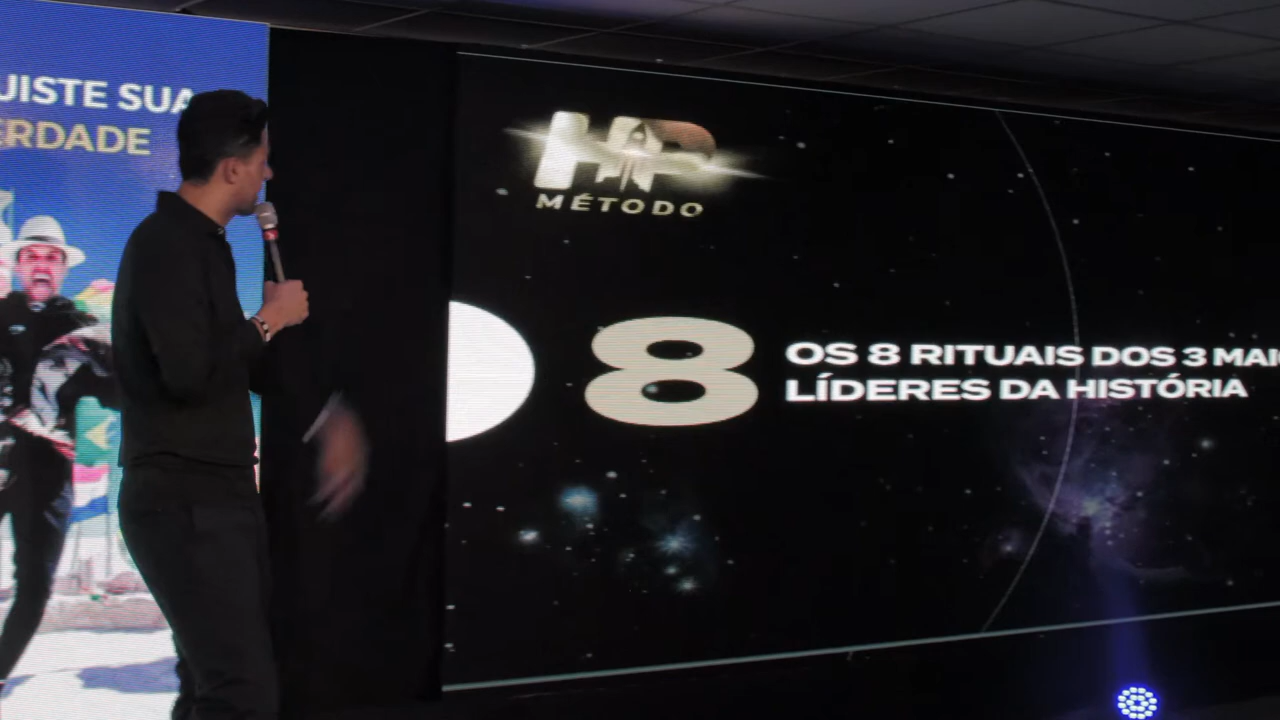 UISTE SUA
ERDADE
HP
MÉTODO
8
OS 8 RITUAIS DOS 3 MAI
LÍDERES DA HISTÓRIA